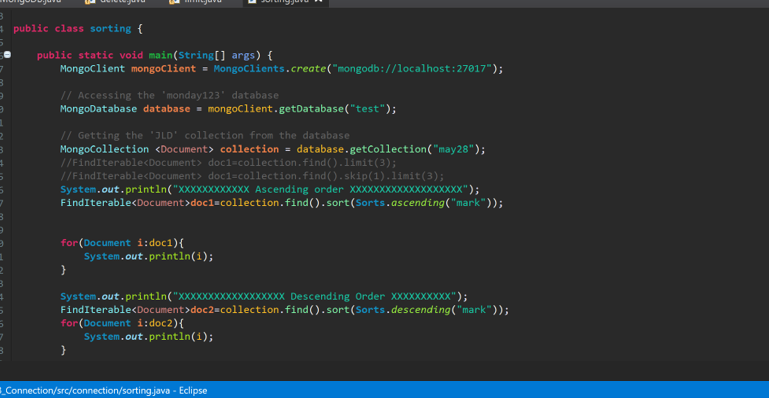 MongoDb.java delete.java limit.java sorting.java
public class sorting {
public static void main(String[] args) {
MongoClient mongoClient = MongoClients.create("mongodb://localhost:27017");
// Accessing the 'monday123' database
MongoDatabase database = mongoClient.getDatabase("test");
// Getting the 'JLD' collection from the database
MongoCollection <Document> collection = database.getCollection("may28");
//FindIterable<Document> doc1=collection.find().limit(3);
//FindIterable<Document> doc1=collection.find().skip(1).limit(3);
System.out.println("XXXXXXXXXXXX Ascending order XXXXXXXXXXXXXXXXXXX");
FindIterable<Document>doc1=collection.find().sort(Sorts.ascending("mark"));
for(Document i:doc1){
System.out.println(i);
}
System.out.println("XXXXXXXXXXXXXXXXXX Descending Order XXXXXXXXXX");
FindIterable<Document>doc2=collection.find().sort(Sorts.descending("mark"));
for(Document i:doc2){
System.out.println(i);
}
_Connection/src/connection/sorting.java - Eclipse